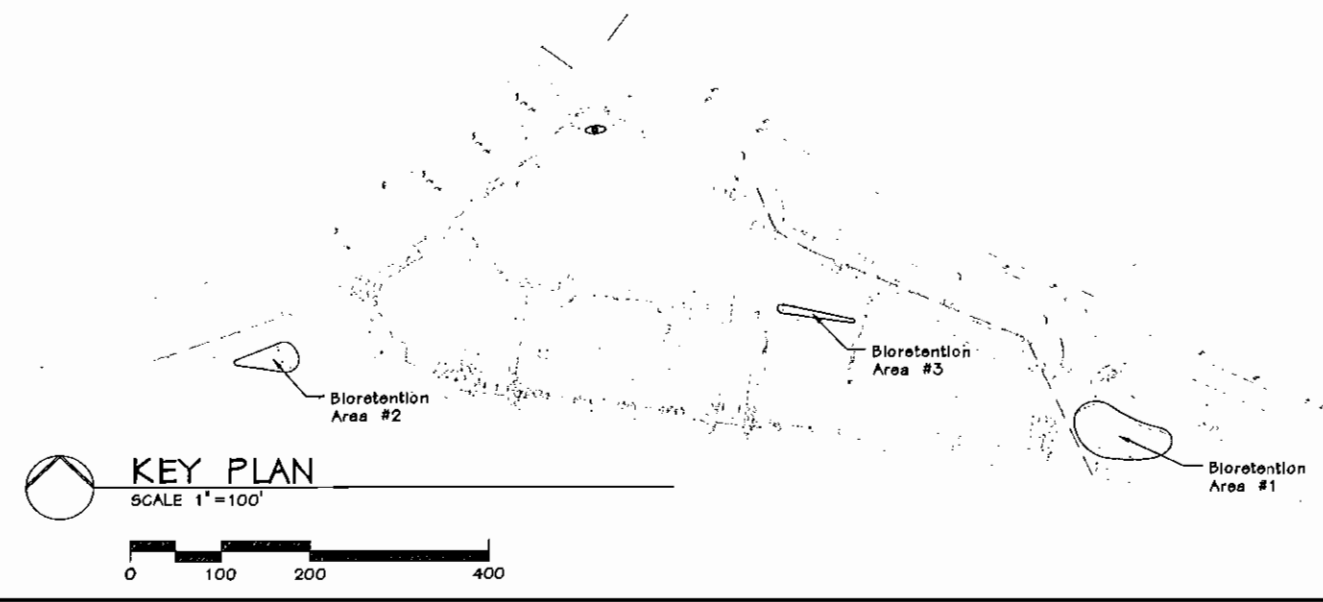 Bioretention
Area #3
Bioretention
Area #2
Bioretention
Area #1
KEY PLAN
SCALE 1"=100'
0 100 200 400